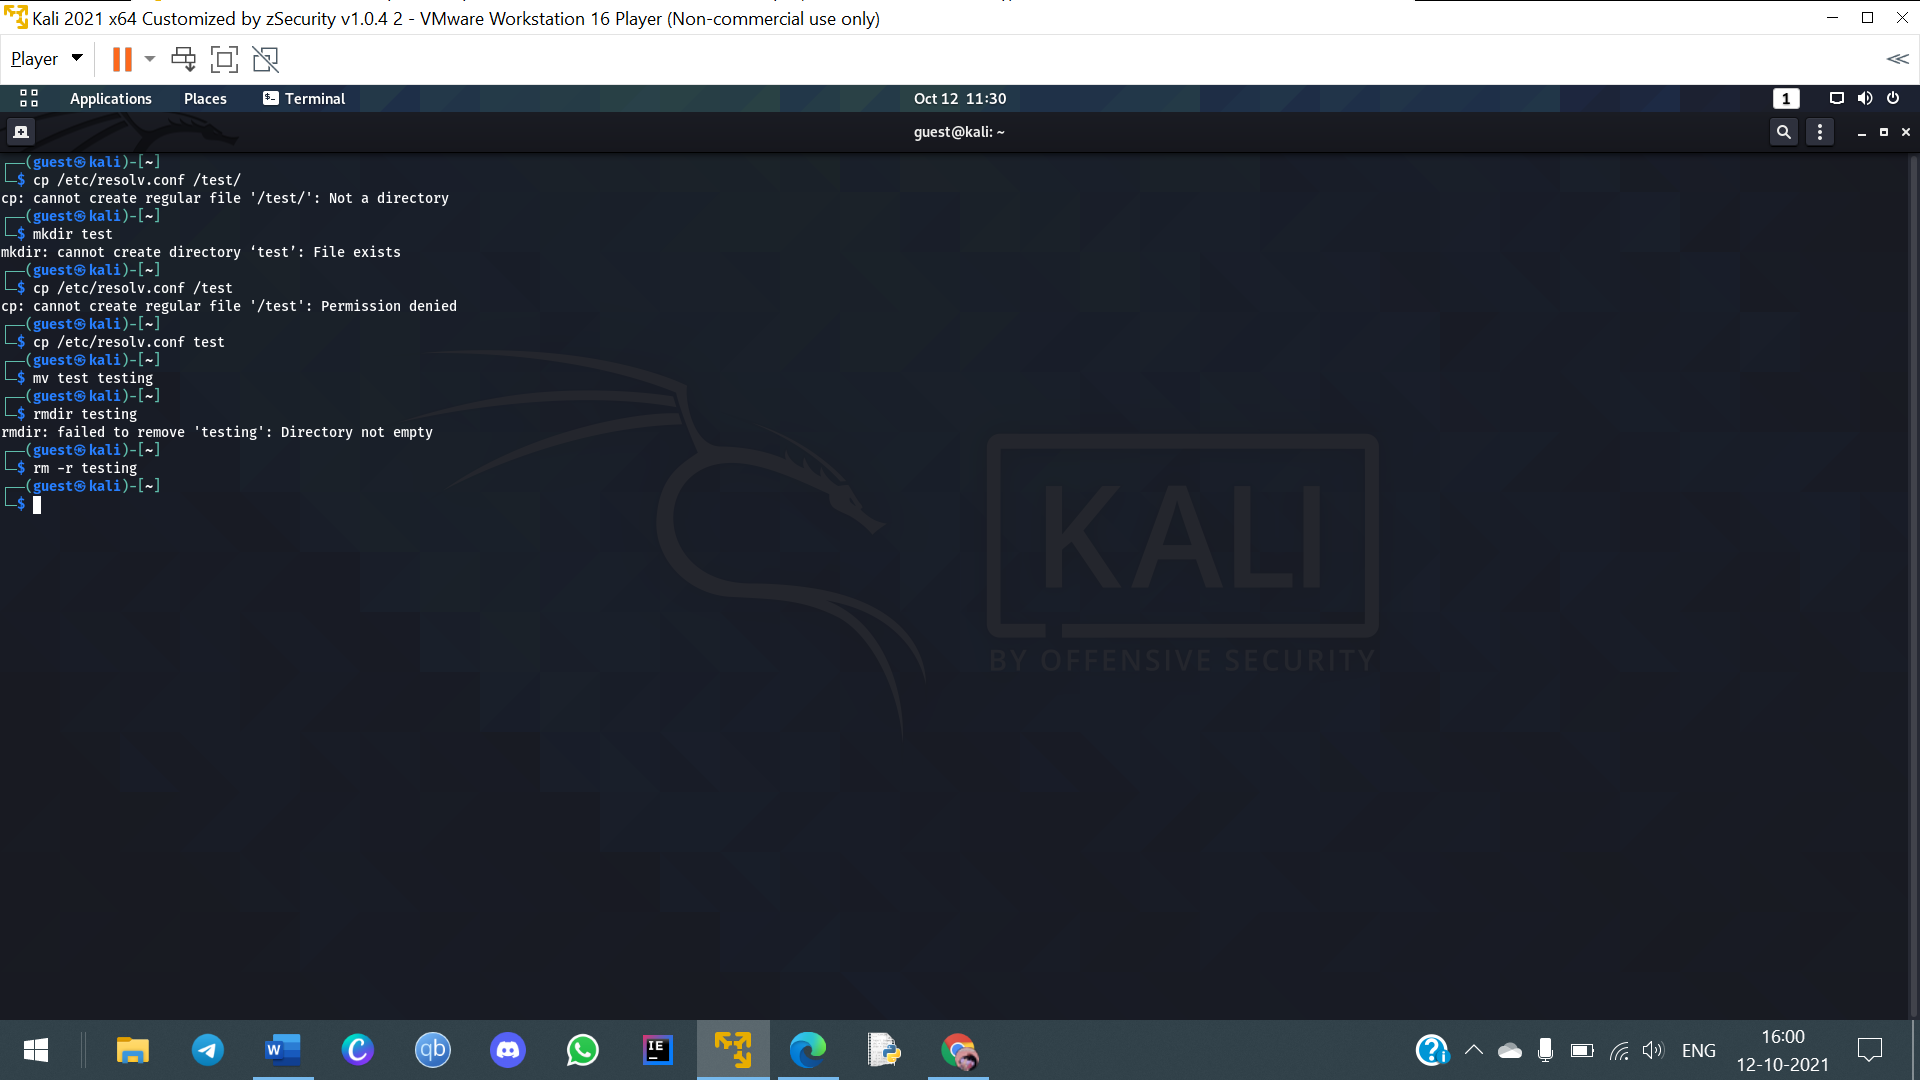 Kali 2021 x64 Customized by zSecurity v1.0.4 2 - VMware Workstation 16 Player (Non-commercial use only)
Player
Applications Places Terminal Oct 12 11:30 1
guest@kali: ~
┌──(guest㉿kali)-[~]
└─$ cp /etc/resolv.conf /test/
cp: cannot create regular file '/test/': Not a directory
┌──(guest㉿kali)-[~]
└─$ mkdir test
mkdir: cannot create directory ‘test’: File exists
┌──(guest㉿kali)-[~]
└─$ cp /etc/resolv.conf /test
cp: cannot create regular file '/test': Permission denied
┌──(guest㉿kali)-[~]
└─$ cp /etc/resolv.conf test
┌──(guest㉿kali)-[~]
└─$ mv test testing
┌──(guest㉿kali)-[~]
└─$ rmdir testing
rmdir: failed to remove 'testing': Directory not empty
┌──(guest㉿kali)-[~]
└─$ rm -r testing
┌──(guest㉿kali)-[~]
└─$
KALI
BY OFFENSIVE SECURITY
W C qb IE ENG 16:00
12-10-2021